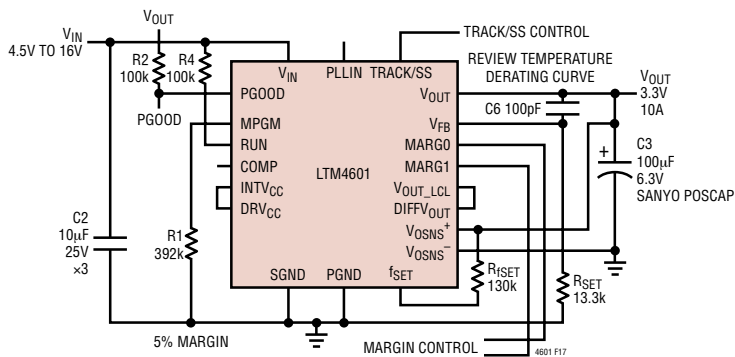 VOUT
VIN
4.5V TO 16V
R2
100k
R4
100k
PGOOD
TRACK/SS CONTROL
REVIEW TEMPERATURE
DERATING CURVE
VIN
PLLIN
TRACK/SS
PGOOD
MPGM
RUN
COMP
INTVCC
DRVCC
LTM4601
VOUT
VFB
MARG0
MARG1
VOUT_LCL
DIFFVOUT
VOSNS+
VOSNS–
SGND
PGND
fSET
C6 100pF
VOUT
3.3V
10A
+
C3
100µF
6.3V
SANYO POSCAP
C2
10µF
25V
×3
R1
392k
RfSET
130k
RSET
13.3k
5% MARGIN
MARGIN CONTROL
4601 F17